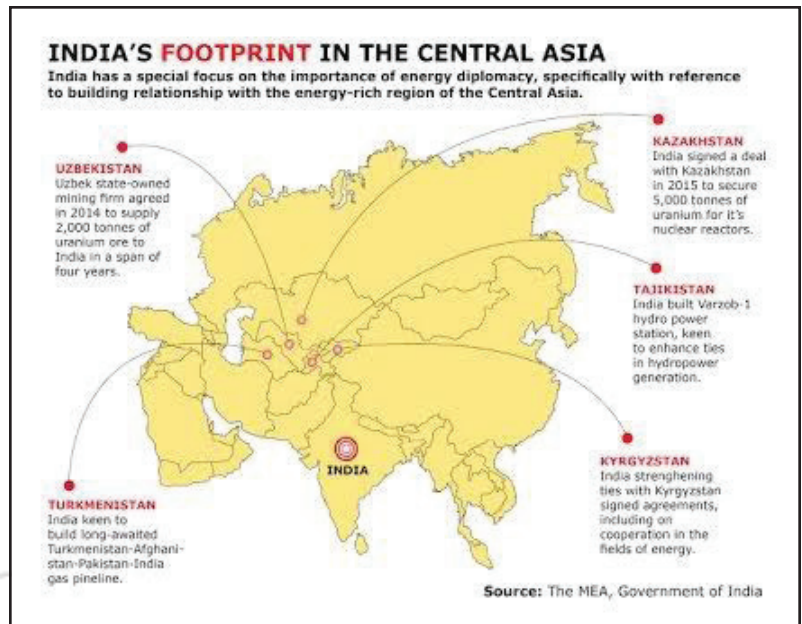 INDIA'S FOOTPRINT IN THE CENTRAL ASIA
India has a special focus on the importance of energy diplomacy, specifically with reference
to building relationship with the energy-rich region of the Central Asia.
UZBEKISTAN
Uzbek state-owned
mining firm agreed
in 2014 to supply
2,000 tonnes of
uranium ore to
India in a span of
four years.
KAZAKHSTAN
India signed a deal
with Kazakhstan
in 2015 to secure
5,000 tonnes of
uranium for it's
nuclear reactors.
TAJIKISTAN
India built Varzob-1
hydro power
station, keen
to enhance ties
in hydropower
generation.
INDIA
KYRGYZSTAN
India strenghening
ties with Kyrgyzstan
signed agreements,
including on
cooperation in the
fields of energy.
TURKMENISTAN
India keen to
build long-awaited
Turkmenistan-Afghani-
stan-Pakistan-India
gas pineline.
Source: The MEA, Government of India